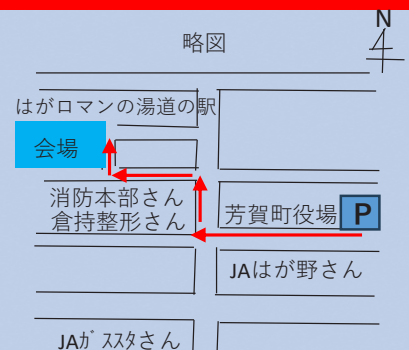 略図
N
はがロマンの湯道の駅
会場
消防本部さん
倉持整形さん
芳賀町役場
P
JAはが野さん
JAｶﾞｽｽﾀさん